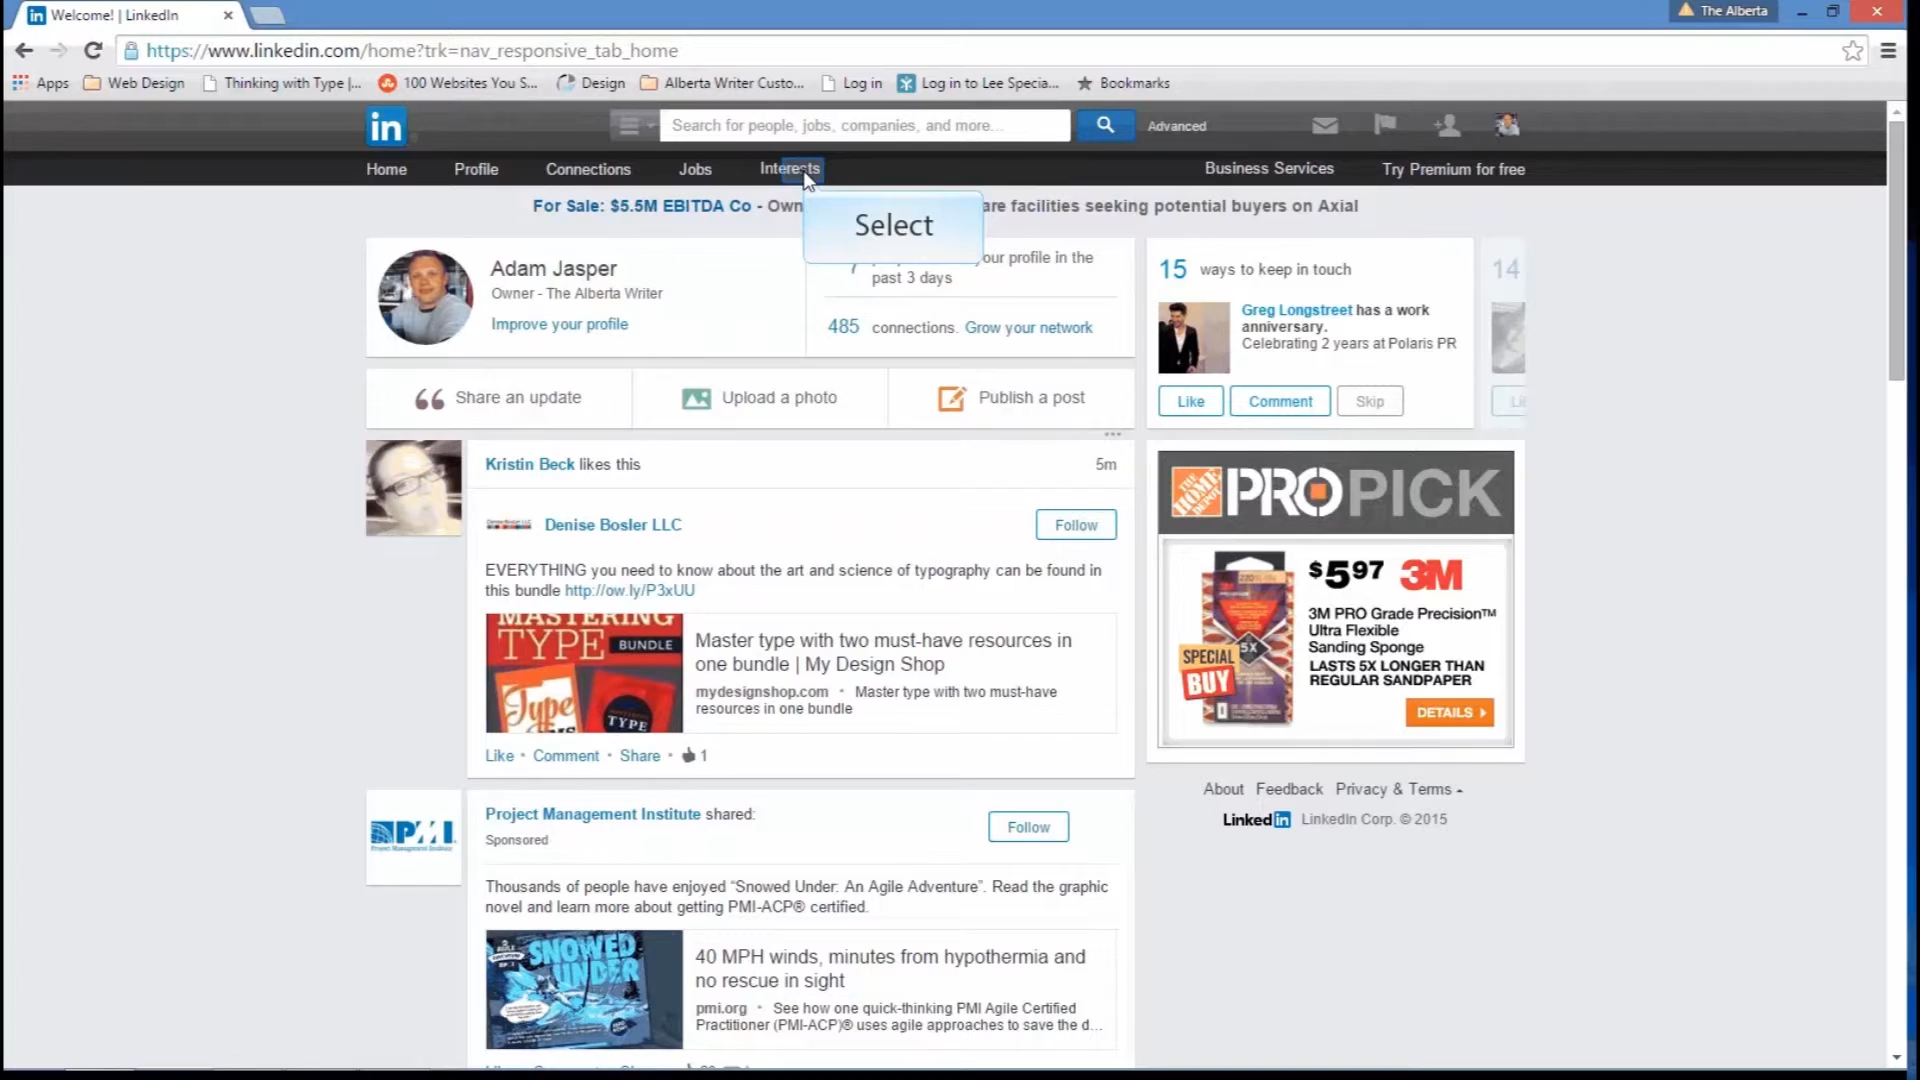 Welcome! | LinkedIn
The Alberta
https://www.linkedin.com/home?trk=nav_responsive_tab_home
Apps Web Design Thinking with Type |... 100 Websites You S... Design Alberta Writer Custo... Log in Log in to Lee Specia... Bookmarks
in Search for people, jobs, companies, and more... Advanced
Home Profile Connections Jobs Interests Business Services Try Premium for free
For Sale: $5.5M EBITDA Co - Own are facilities seeking potential buyers on Axial
Select
Adam Jasper
Owner - The Alberta Writer
Improve your profile
our profile in the
past 3 days
485 connections. Grow your network
15 ways to keep in touch
14
Greg Longstreet has a work
anniversary.
Celebrating 2 years at Polaris PR
Like Comment Skip
Share an update Upload a photo Publish a post
Kristin Beck likes this 5m
Denise Bosler LLC Follow
EVERYTHING you need to know about the art and science of typography can be found in
this bundle http://ow.ly/P3xUU
MASTERING
TYPE BUNDLE
Type
TYPE
Master type with two must-have resources in
one bundle | My Design Shop
mydesignshop.com • Master type with two must-have
resources in one bundle
Like • Comment • Share • 1
THE HOME DEPOT PRO PICK
$5.97 3M
3M PRO Grade Precision™
Ultra Flexible
Sanding Sponge
LASTS 5X LONGER THAN
REGULAR SANDPAPER
SPECIAL
BUY
5X
DETAILS
About Feedback Privacy & Terms
Linked in LinkedIn Corp. © 2015
PMI
Project Management Institute
Project Management Institute shared:
Sponsored
Follow
Thousands of people have enjoyed “Snowed Under: An Agile Adventure”. Read the graphic
novel and learn more about getting PMI-ACP® certified.
SNOWED
UNDER
40 MPH winds, minutes from hypothermia and
no rescue in sight
pmi.org • See how one quick-thinking PMI Agile Certified
Practitioner (PMI-ACP)® uses agile approaches to save the d...